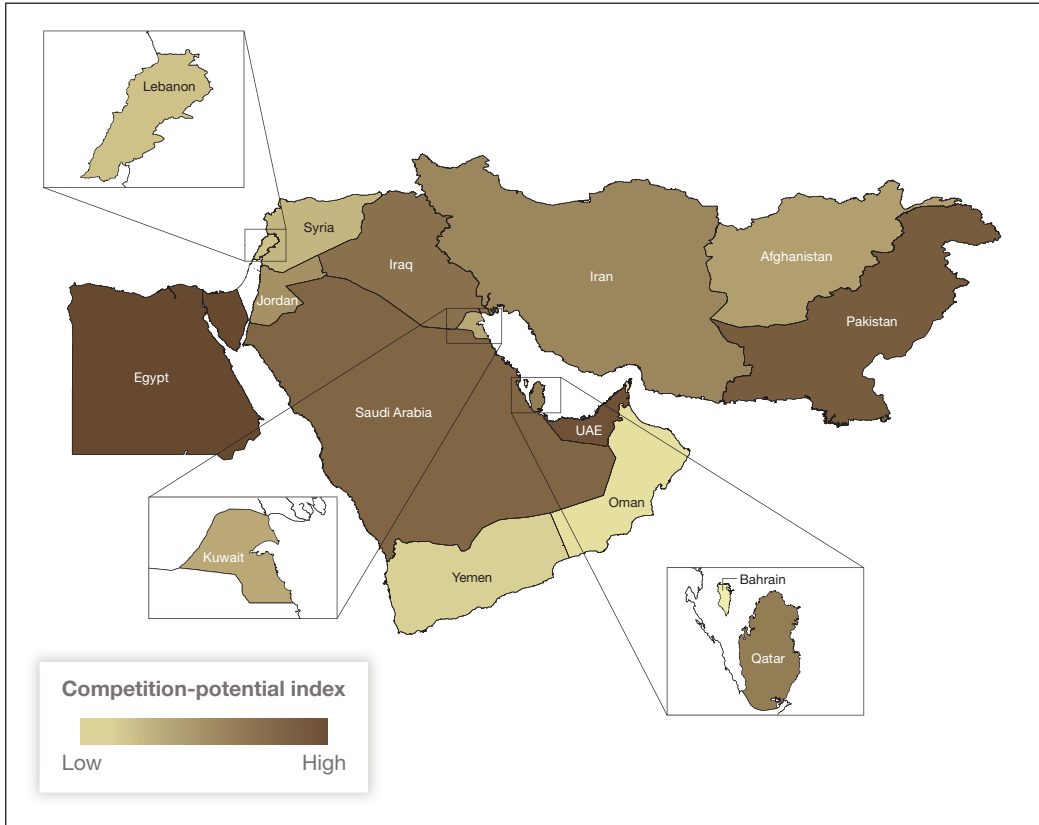 Lebanon
Syria
Iraq
Iran
Afghanistan
Jordan
Pakistan
Egypt
Saudi Arabia
UAE
Oman
Kuwait
Yemen
Bahrain
Qatar
Competition-potential index
Low
High